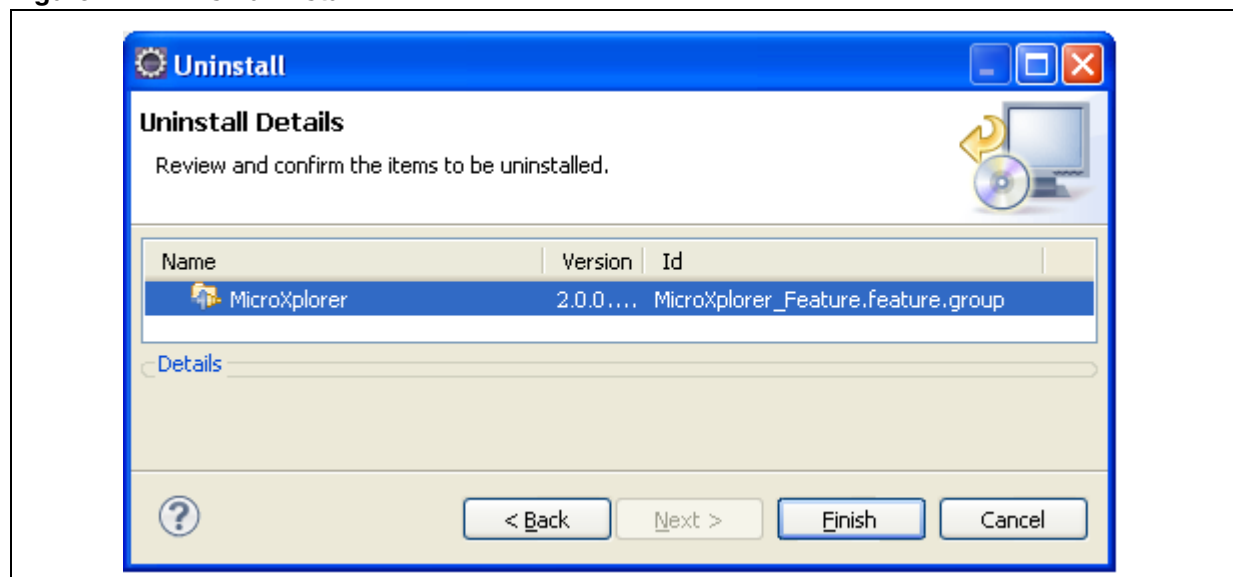 Uninstall
Uninstall Details
Review and confirm the items to be uninstalled.
Name Version Id
MicroXplorer 2.0.0.... MicroXplorer_Feature.feature.group
Details
< Back Next > Finish Cancel